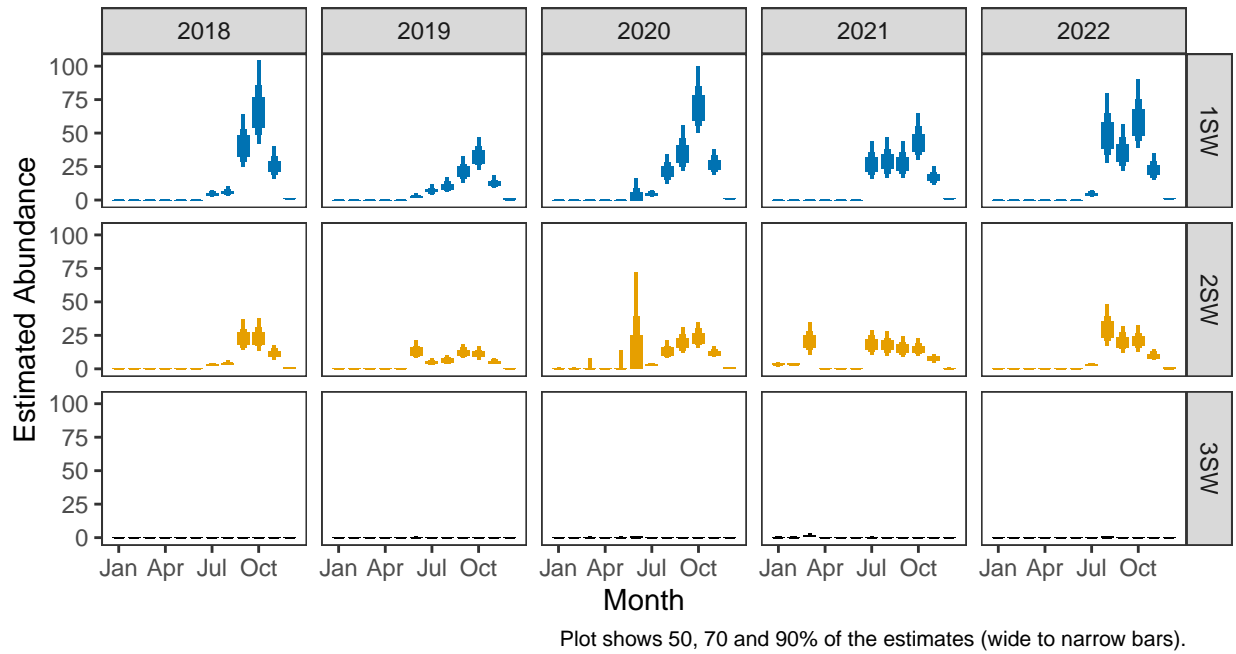 2018 2019 2020 2021 2022
Estimated Abundance
100
75
50
25
0
1SW
100
75
50
25
0
2SW
100
75
50
25
0
3SW
Jan Apr Jul Oct Jan Apr Jul Oct Jan Apr Jul Oct Jan Apr Jul Oct Jan Apr Jul Oct
Month
Plot shows 50, 70 and 90% of the estimates (wide to narrow bars).